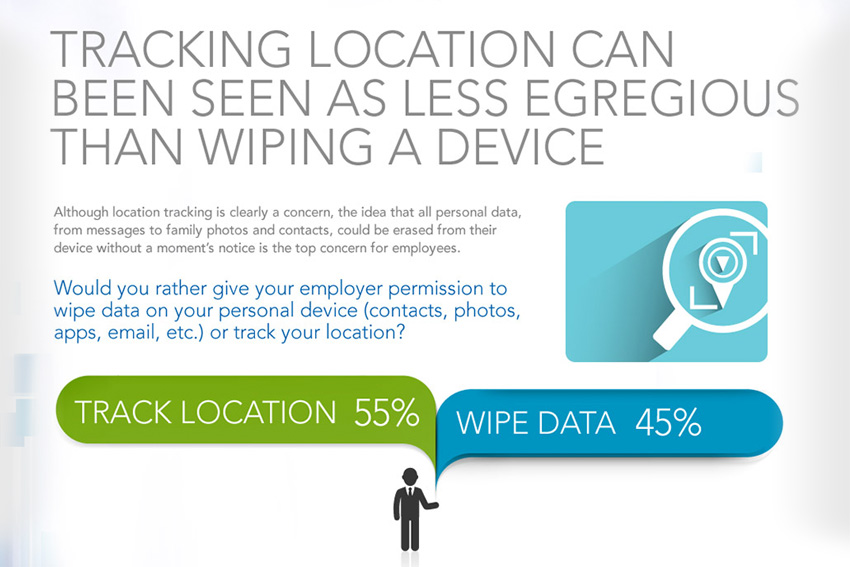 TRACKING LOCATION CAN
BEEN SEEN AS LESS EGREGIOUS
THAN WIPING A DEVICE
Although location tracking is clearly a concern, the idea that all personal data,
from messages to family photos and contacts, could be erased from their
device without a moment's notice is the top concern for employees.
Would you rather give your employer permission to
wipe data on your personal device (contacts, photos,
apps, email, etc.) or track your location?
TRACK LOCATION 55%
WIPE DATA 45%